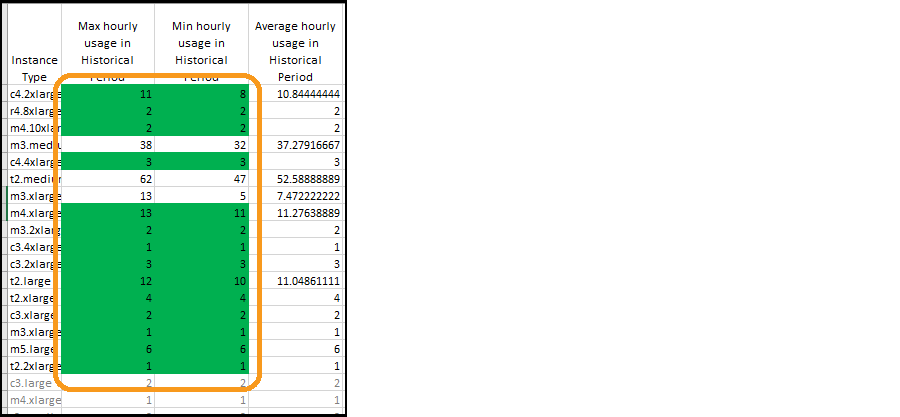 Max hourly Min hourly Average hourly
usage in usage in usage in
Instance Historical Historical Historical
Type Period Period Period
c4.2xlarge 11 8 10.84444444
r4.8xlarge 2 2 2
m4.10xlar 2 2 2
m3.mediu 38 32 37.27916667
c4.4xlarge 3 3 3
t2.mediur 62 47 52.58888889
m3.xlarge 13 5 7.472222222
m4.xlarge 13 11 11.27638889
m3.2xlarg 2 2 2
c3.4xlarge 1 1 1
c3.2xlarge 3 3 3
t2.large 12 10 11.04861111
t2.xlarge 4 4 4
c3.xlarge 2 2 2
m3.xlarge 1 1 1
m5.large 6 6 6
t2.2xlarge 1 1 1
c3.large 2 2 2
m4.xlarge 1 1 1